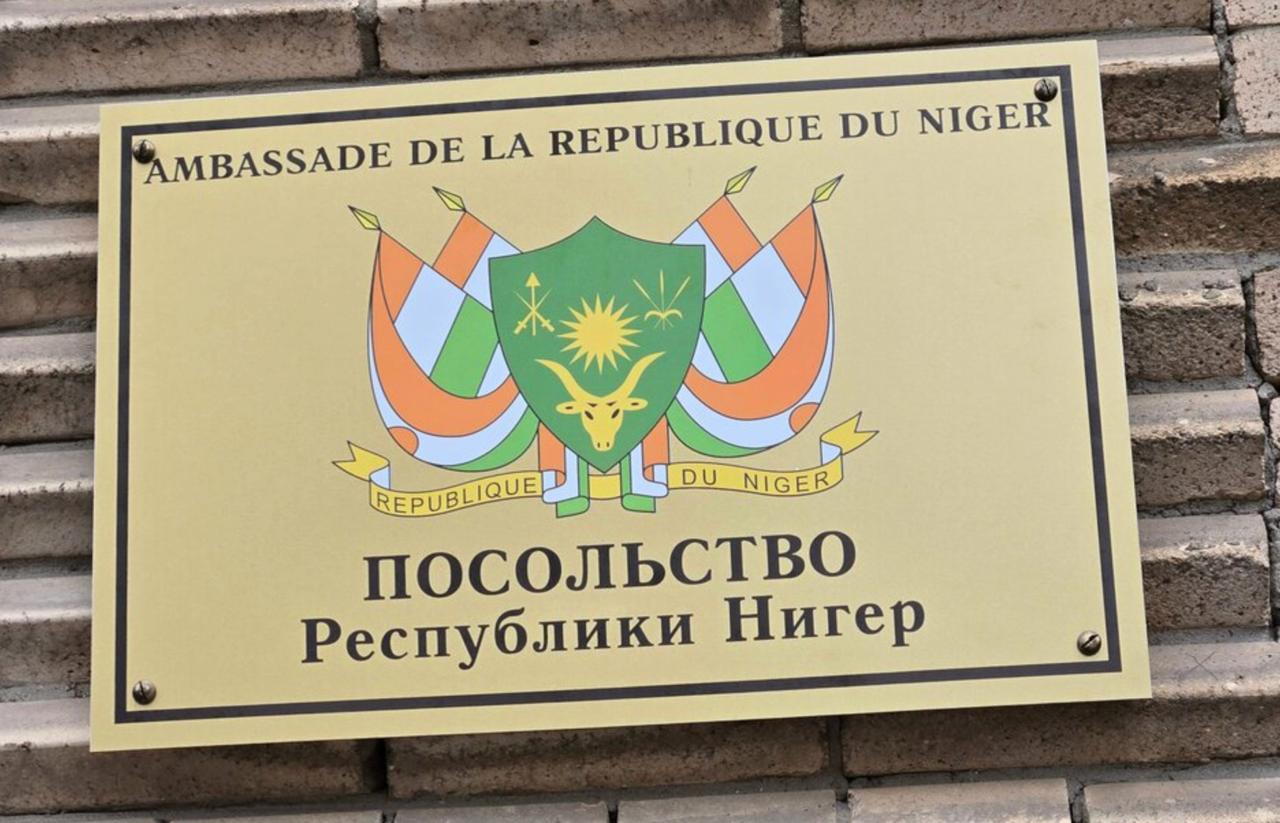 AMBASSADE DE LA REPUBLIQUE DU NIGER
REPUBLIQUE DU NIGER
ПОСОЛЬСТВО
Республики Нигер